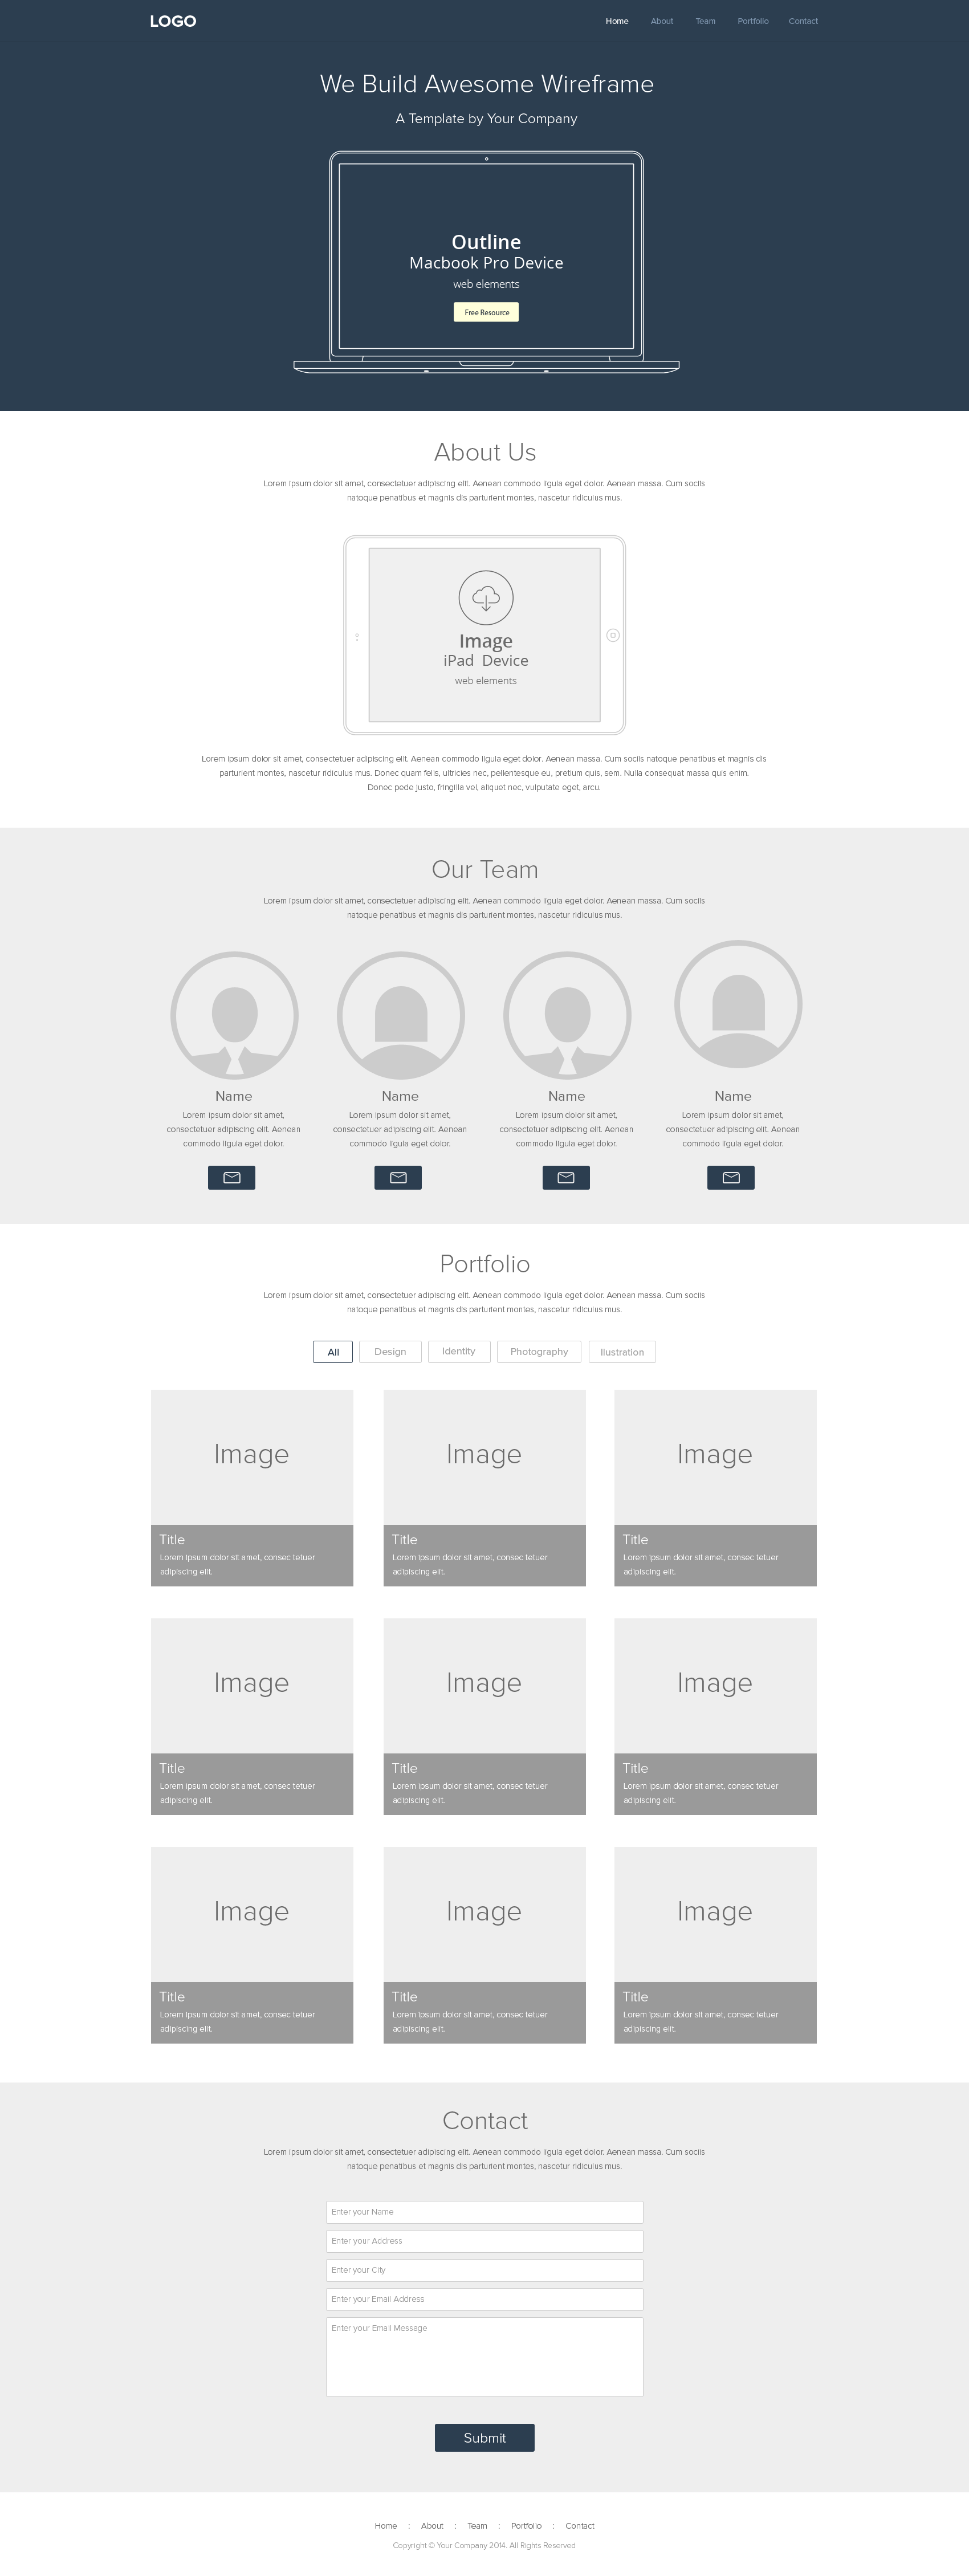 LOGO
Home About Team Portfolio Contact
We Build Awesome Wireframe
A Template by Your Company
Outline
Macbook Pro Device
web elements
Free Resource
About Us
Lorem ipsum dolor sit amet, consectetuer adipiscing elit. Aenean commodo ligula eget dolor. Aenean massa. Cum sociis
natoque penatibus et magnis dis parturient montes, nascetur ridiculus mus.
Image
iPad Device
web elements
Lorem ipsum dolor sit amet, consectetuer adipiscing elit. Aenean commodo ligula eget dolor. Aenean massa. Cum sociis natoque penatibus et magnis dis
parturient montes, nascetur ridiculus mus. Donec quam felis, ultricies nec, pellentesque eu, pretium quis, sem. Nulla consequat massa quis enim.
Donec pede justo, fringilla vel, aliquet nec, vulputate eget, arcu.
Our Team
Lorem ipsum dolor sit amet, consectetuer adipiscing elit. Aenean commodo ligula eget dolor. Aenean massa. Cum sociis
natoque penatibus et magnis dis parturient montes, nascetur ridiculus mus.
Name
Lorem ipsum dolor sit amet,
consectetuer adipiscing elit. Aenean
commodo ligula eget dolor.
Name
Lorem ipsum dolor sit amet,
consectetuer adipiscing elit. Aenean
commodo ligula eget dolor.
Name
Lorem ipsum dolor sit amet,
consectetuer adipiscing elit. Aenean
commodo ligula eget dolor.
Name
Lorem ipsum dolor sit amet,
consectetuer adipiscing elit. Aenean
commodo ligula eget dolor.
Portfolio
Lorem ipsum dolor sit amet, consectetuer adipiscing elit. Aenean commodo ligula eget dolor. Aenean massa. Cum sociis
natoque penatibus et magnis dis parturient montes, nascetur ridiculus mus.
All Design Identity Photography Ilustration
Image
Title
Lorem ipsum dolor sit amet, consec tetuer
adipiscing elit.
Image
Title
Lorem ipsum dolor sit amet, consec tetuer
adipiscing elit.
Image
Title
Lorem ipsum dolor sit amet, consec tetuer
adipiscing elit.
Image
Title
Lorem ipsum dolor sit amet, consec tetuer
adipiscing elit.
Image
Title
Lorem ipsum dolor sit amet, consec tetuer
adipiscing elit.
Image
Title
Lorem ipsum dolor sit amet, consec tetuer
adipiscing elit.
Image
Title
Lorem ipsum dolor sit amet, consec tetuer
adipiscing elit.
Image
Title
Lorem ipsum dolor sit amet, consec tetuer
adipiscing elit.
Image
Title
Lorem ipsum dolor sit amet, consec tetuer
adipiscing elit.
Contact
Lorem ipsum dolor sit amet, consectetuer adipiscing elit. Aenean commodo ligula eget dolor. Aenean massa. Cum sociis
natoque penatibus et magnis dis parturient montes, nascetur ridiculus mus.
Enter your Name
Enter your Address
Enter your City
Enter your Email Address
Enter your Email Message
Submit
Home : About : Team : Portfolio : Contact
Copyright © Your Company 2014. All Rights Reserved